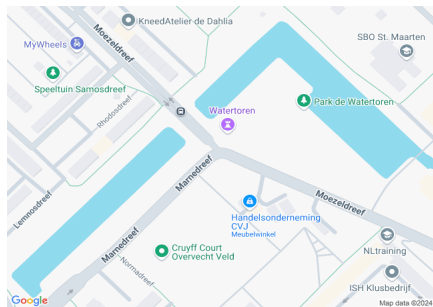 KneedAtelier de Dahlia
Moezeldreef
SBO St. Maarten
MyWheels
Speeltuin Samosdreef
Rhodosdreef
Watertoren
Park de Watertoren
Lemnosdreef
Marnedreef
Moezeldreef
Handelsonderneming
CVJ
Meubelwinkel
Marnedreef
Cruyff Court
Overvecht Veld
NLtraining
Normadreef
ISH Klusbedrijf
Google
Map data ©2024